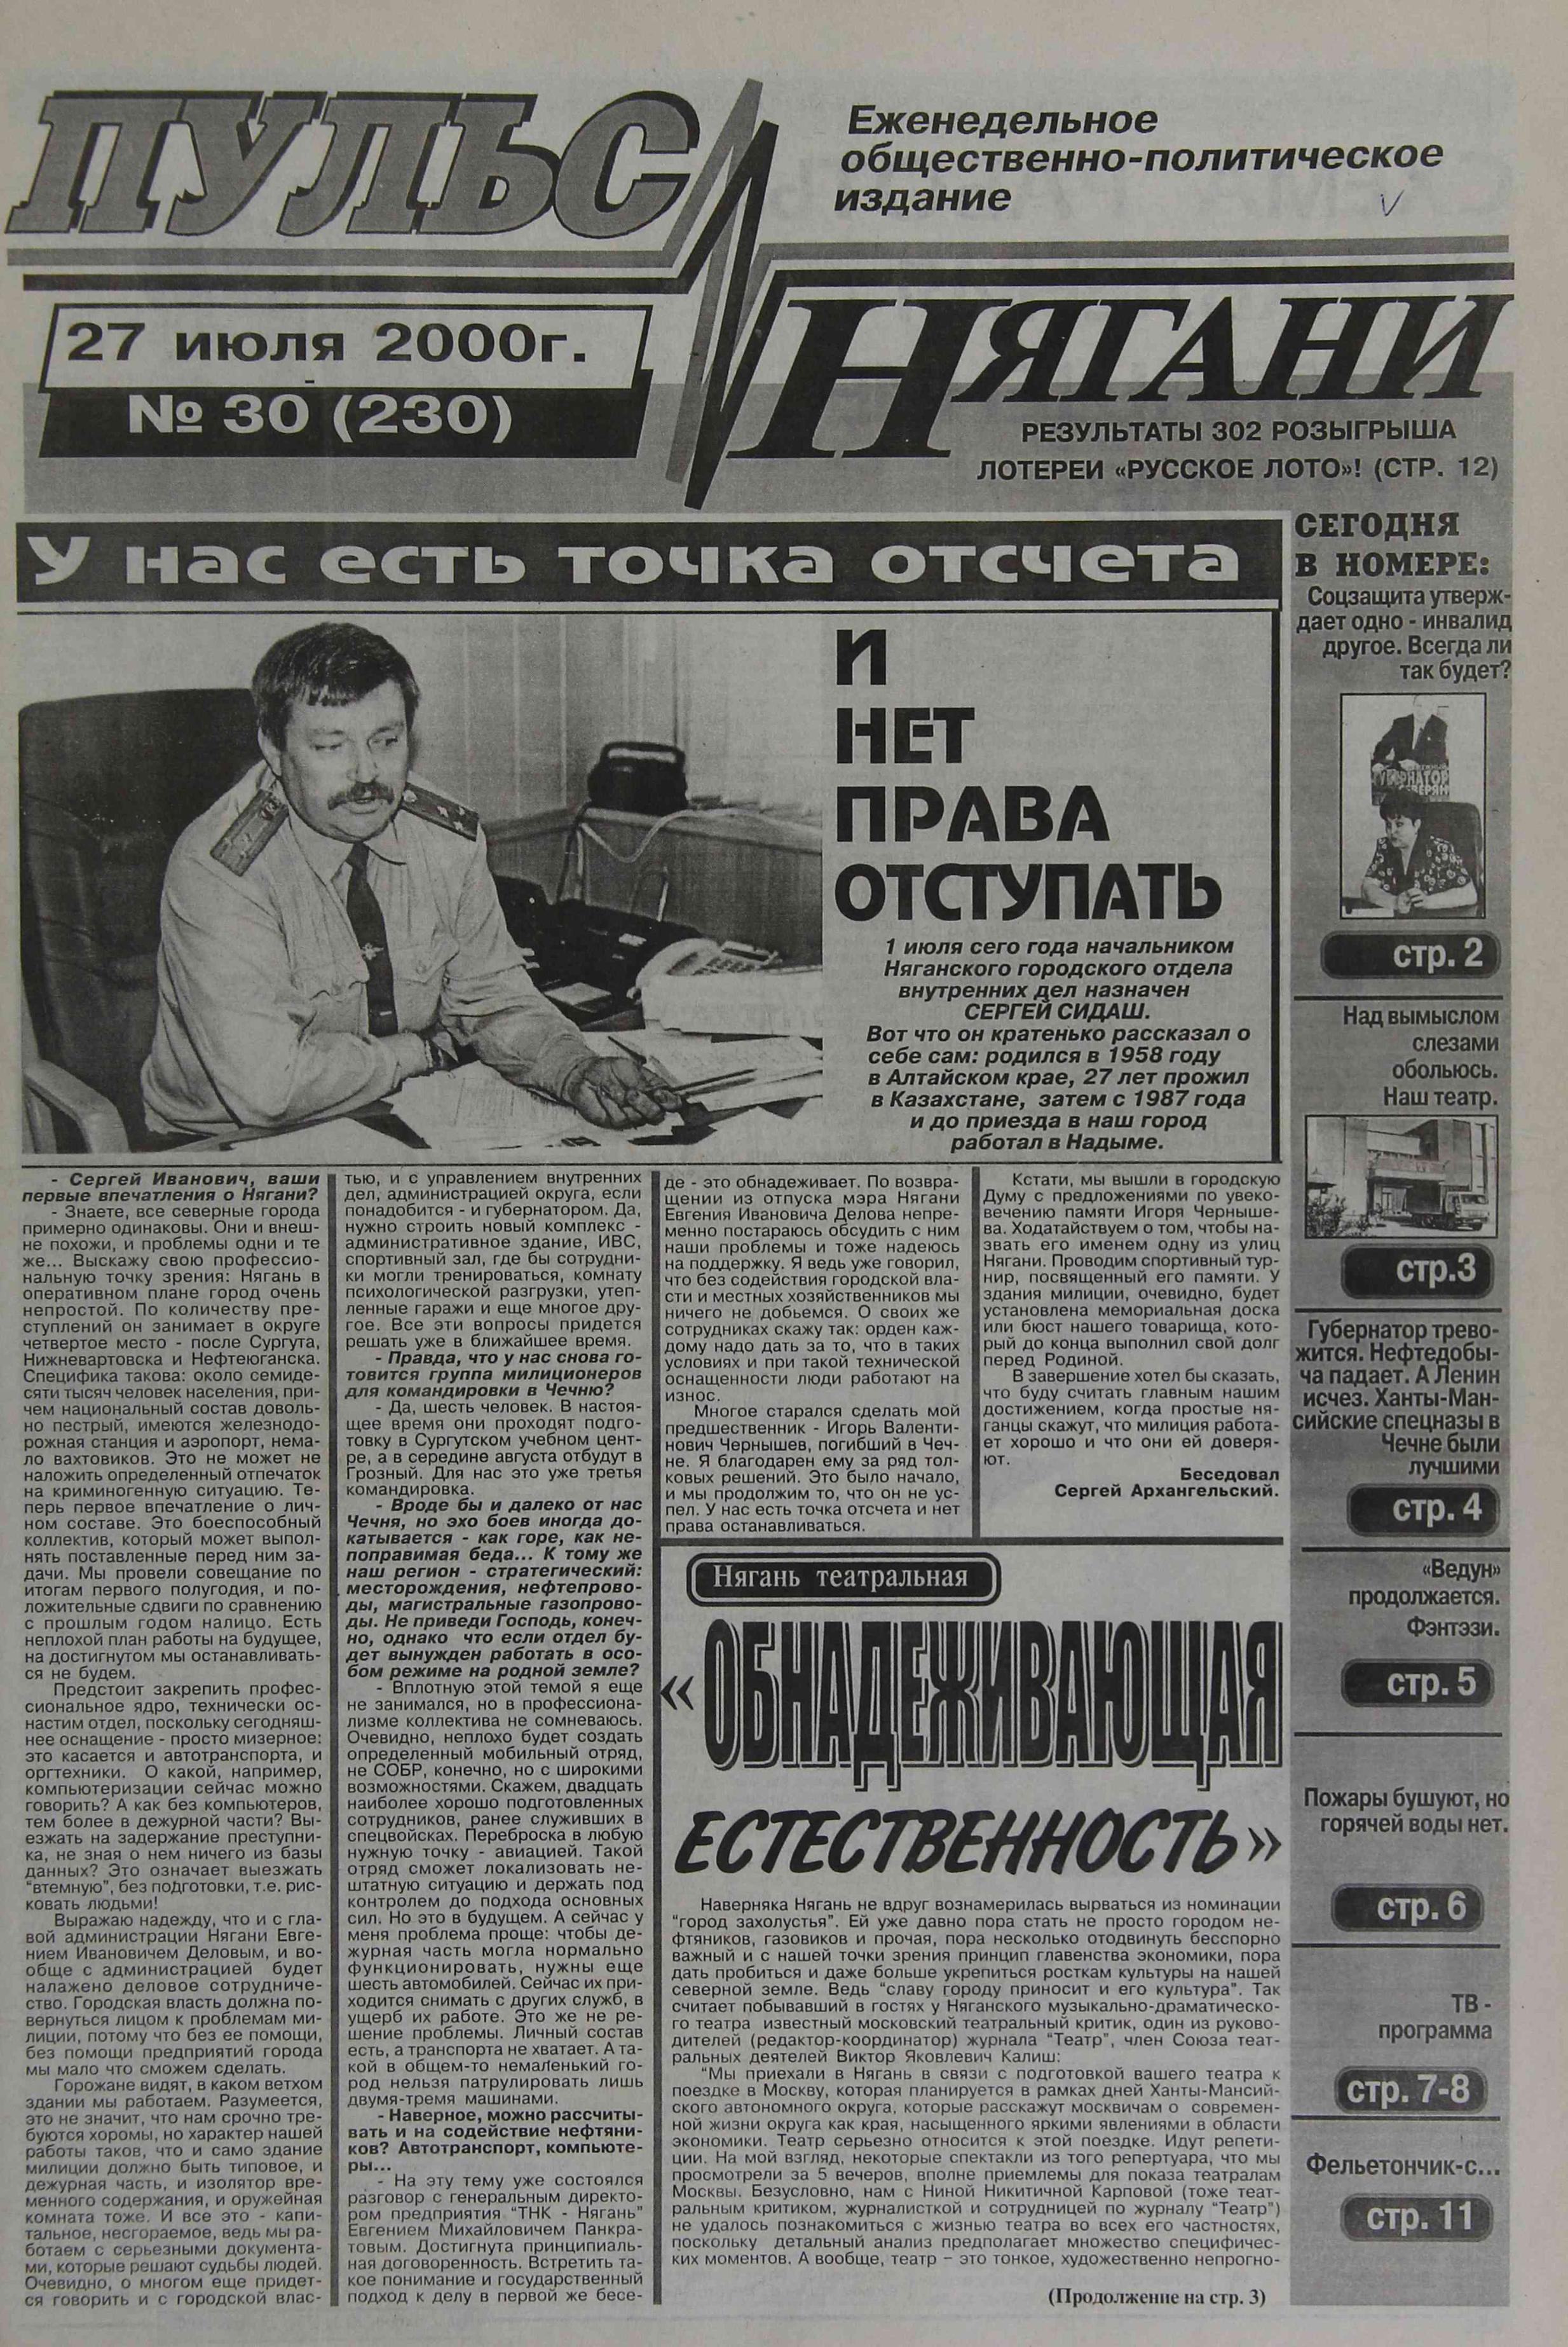 ПУЛЬС
НЯГАНИ
Еженедельное
общественно-политическое
издание
27 июля 2000г.
№ 30 (230)
РЕЗУЛЬТАТЫ 302 РОЗЫГРЫША
ЛОТЕРЕИ «РУССКОЕ ЛОТО»! (СТР. 12)
У нас есть точка отсчета
И
НЕТ
ПРАВА
ОТСТУПАТЬ
1 июля сего года начальником
Няганского городского отдела
внутренних дел назначен
СЕРГЕЙ СИДАШ.
Вот что он кратенько рассказал о
себе сам: родился в 1958 году
в Алтайском крае, 27 лет прожил
в Казахстане, затем с 1987 года
и до приезда в наш город
работал в Надыме.
- Сергей Иванович, ваши
первые впечатления о Нягани?
- Знаете, все северные города
примерно одинаковы. Они и внеш-
не похожи, и проблемы одни и те
же... Выскажу свою профессио-
нальную точку зрения: Нягань в
оперативном плане город очень
непростой. По количеству пре-
ступлений он занимает в округе
четвертое место - после Сургута,
Нижневартовска и Нефтеюганска.
Специфика такова: около семиде-
сяти тысяч человек населения, при-
чем национальный состав доволь-
но пестрый, имеются железнодо-
рожная станция и аэропорт, нема-
ло вахтовиков. Это не может не
наложить определенный отпечаток
на криминогенную ситуацию. Те-
перь первое впечатление о лич-
ном составе. Это боеспособный
коллектив, который может выпол-
нять поставленные перед ним за-
дачи. Мы провели совещание по
итогам первого полугодия, и по-
ложительные сдвиги по сравнению
с прошлым годом налицо. Есть
неплохой план работы на будущее,
на достигнутом мы останавливать-
ся не будем.
Предстоит закрепить профес-
сиональное ядро, технически ос-
настим отдел, поскольку сегодняш-
нее оснащение - просто мизерное:
это касается и автотранспорта, и
оргтехники. О какой, например,
компьютеризации сейчас можно
говорить? А как без компьютеров,
тем более в дежурной части? Вы-
езжать на задержание преступни-
ка, не зная о нем ничего из базы
данных? Это означает выезжать
"втемную", без подготовки, т.е. рис-
ковать людьми!
Выражаю надежду, что и с гла-
вой администрации Нягани Евге-
нием Ивановичем Деловым, и во-
обще с администрацией будет
налажено деловое сотрудниче-
ство. Городская власть должна по-
вернуться лицом к проблемам ми-
лиции, потому что без ее помощи,
без помощи предприятий города
мы мало что сможем сделать.
Горожане видят, в каком ветхом
здании мы работаем. Разумеется,
это не значит, что нам срочно тре-
буются хоромы, но характер нашей
работы таков, что и само здание
милиции должно быть типовое, и
дежурная часть, и изолятор вре-
менного содержания, и оружейная
комната тоже. И все это - капи-
тальное, несгораемое, ведь мы ра-
ботаем с серьезными документа-
ми, которые решают судьбы людей.
Очевидно, о многом еще придет-
ся говорить и с городской влас-
тью, и с управлением внутренних
дел, администрацией округа, если
понадобится - и губернатором. Да,
нужно строить новый комплекс -
административное здание, ИВС,
спортивный зал, где бы сотрудни-
ки могли тренироваться, комнату
психологической разгрузки, утеп-
ленные гаражи и еще многое дру-
гое. Все эти вопросы придется
решать уже в ближайшее время.
- Правда, что у нас снова го-
товится группа милиционеров
для командировки в Чечню?
- Да, шесть человек. В настоя-
щее время они проходят подго-
товку в Сургутском учебном цент-
ре, а в середине августа отбудут в
Грозный. Для нас это уже третья
командировка.
- Вроде бы и далеко от нас
Чечня, но эхо боев иногда до-
катывается - как горе, как не-
поправимая беда... К тому же
наш регион - стратегический:
месторождения, нефтепрово-
ды, магистральные газопрово-
ды. Не приведи Господь, конеч-
но, однако что если отдел бу-
дет вынужден работать в осо-
бом режиме на родной земле?
- Вплотную этой темой я еще
не занимался, но в профессиона-
лизме коллектива не сомневаюсь.
Очевидно, неплохо будет создать
определенный мобильный отряд,
не СОБР, конечно, но с широкими
возможностями. Скажем, двадцать
наиболее хорошо подготовленных
сотрудников, ранее служивших в
спецвойсках. Переброска в любую
нужную точку - авиацией. Такой
отряд сможет локализовать не-
штатную ситуацию и держать под
контролем до подхода основных
сил. Но это в будущем. А сейчас у
меня проблема проще: чтобы де-
журная часть могла нормально
функционировать, нужны еще
шесть автомобилей. Сейчас их при-
ходится снимать с других служб, в
ущерб их работе. Это же не ре-
шение проблемы. Личный состав
есть, а транспорта не хватает. А та-
кой в общем-то немаленький го-
род нельзя патрулировать лишь
двумя-тремя машинами.
- Наверное, можно рассчиты-
вать и на содействие нефтяни-
ков? Автотранспорт, компьюте-
ры...
- На эту тему уже состоялся
разговор с генеральным директо-
ром предприятия "ТНК - Нягань"
Евгением Михайловичем Панкра-
товым. Достигнута принципиаль-
ная договоренность. Встретить та-
кое понимание и государственный
подход к делу в первой же бесе-
де - это обнадеживает. По возвра-
щении из отпуска мэра Нягани
Евгения Ивановича Делова непре-
менно постараюсь обсудить с ним
наши проблемы и тоже надеюсь
на поддержку. Я ведь уже говорил,
что без содействия городской вла-
сти и местных хозяйственников мы
ничего не добьемся. О своих же
сотрудниках скажу так: орден каж-
дому надо дать за то, что в таких
условиях и при такой технической
оснащенности люди работают на
износ.
Многое старался сделать мой
предшественник - Игорь Валенти-
нович Чернышев, погибший в Чеч-
не. Я благодарен ему за ряд тол-
ковых решений. Это было начало,
и мы продолжим то, что он не ус-
пел. У нас есть точка отсчета и нет
права останавливаться.
Кстати, мы вышли в городскую
Думу с предложениями по увеко-
вечению памяти Игоря Черныше-
ва. Ходатайствуем о том, чтобы на-
звать его именем одну из улиц
Нягани. Проводим спортивный тур-
нир, посвященный его памяти. У
здания милиции, очевидно, будет
установлена мемориальная доска
или бюст нашего товарища, кото-
рый до конца выполнил свой долг
перед Родиной.
В завершение хотел бы сказать,
что буду считать главным нашим
достижением, когда простые ня-
ганцы скажут, что милиция работа-
ет хорошо и что они ей доверя-
ют.
Беседовал
Сергей Архангельский.
Нягань театральная
«ОБНАДЕЖИВАЮЩАЯ
ЕСТЕСТВЕННОСТЬ»
Наверняка Нягань не вдруг вознамерилась вырваться из номинации
"город захолустья". Ей уже давно пора стать не просто городом не-
фтяников, газовиков и прочая, пора несколько отодвинуть бесспорно
важный и с нашей точки зрения принцип главенства экономики, пора
дать пробиться и даже больше укрепиться росткам культуры на нашей
северной земле. Ведь "славу городу приносит и его культура". Так
считает побывавший в гостях у Няганского музыкально-драматическо-
го театра известный московский театральный критик, один из руково-
дителей (редактор-координатор) журнала "Театр", член Союза теат-
ральных деятелей Виктор Яковлевич Калиш:
"Мы приехали в Нягань в связи с подготовкой вашего театра к
поездке в Москву, которая планируется в рамках дней Ханты-Мансий-
ского автономного округа, которые расскажут москвичам о современ-
ной жизни округа как края, насыщенного яркими явлениями в области
экономики. Театр серьезно относится к этой поездке. Идут репети-
ции. На мой взгляд, некоторые спектакли из того репертуара, что мы
просмотрели за 5 вечеров, вполне приемлемы для показа театралам
Москвы. Безусловно, нам с Ниной Никитичной Карповой (тоже теат-
ральным критиком, журналисткой и сотрудницей по журналу "Театр")
не удалось познакомиться с жизнью театра во всех его частностях,
поскольку детальный анализ предполагает множество специфичес-
ких моментов. А вообще, театр – это тонкое, художественно непрогно-
(Продолжение на стр. 3)
СЕГОДНЯ
В НОМЕРЕ:
Соцзащита утверж-
дает одно - инвалид
другое. Всегда ли
так будет?
ГУБЕРНАТОР
СЕВЕРЯН
стр. 2
Над вымыслом
слезами
обольюсь.
Наш театр.
стр.3
Губернатор трево-
жится. Нефтедобы-
ча падает. А Ленин
исчез. Ханты-Ман-
сийские спецназы в
Чечне были
лучшими
стр. 4
«Ведун»
продолжается.
Фэнтэзи.
стр. 5
Пожары бушуют, но
горячей воды нет.
стр. 6
ТВ -
программа
стр. 7-8
Фельетончик-с...
стр. 11